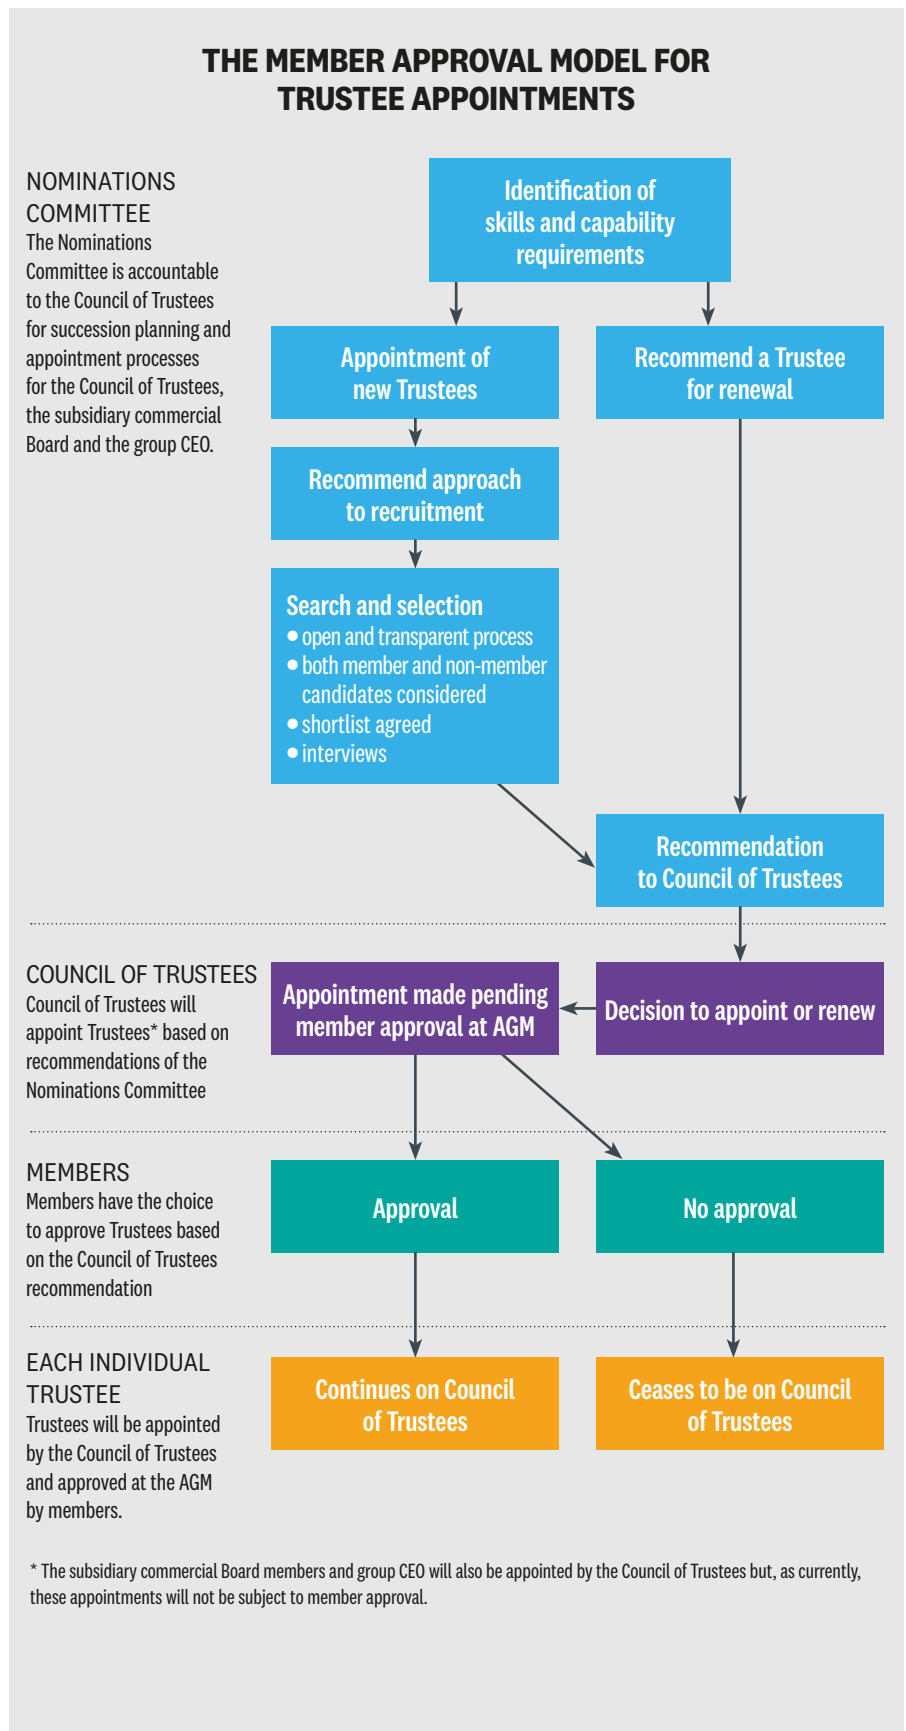 THE MEMBER APPROVAL MODEL FOR
TRUSTEE APPOINTMENTS
NOMINATIONS
COMMITTEE
The Nominations
Committee is accountable
to the Council of Trustees
for succession planning and
appointment processes
for the Council of Trustees,
the subsidiary commercial
Board and the group CEO.
Identification of
skills and capability
requirements
Appointment of
new Trustees
Recommend a Trustee
for renewal
Recommend approach
to recruitment
Search and selection
● open and transparent process
● both member and non-member
candidates considered
● shortlist agreed
● interviews
Recommendation
to Council of Trustees
COUNCIL OF TRUSTEES
Council of Trustees will
appoint Trustees* based on
recommendations of the
Nominations Committee
Appointment made pending
member approval at AGM
Decision to appoint or renew
MEMBERS
Members have the choice
to approve Trustees based
on the Council of Trustees
recommendation
Approval
No approval
EACH INDIVIDUAL
TRUSTEE
Trustees will be appointed
by the Council of Trustees
and approved at the AGM
by members.
Continues on Council
of Trustees
Ceases to be on Council
of Trustees
* The subsidiary commercial Board members and group CEO will also be appointed by the Council of Trustees but, as currently,
these appointments will not be subject to member approval.